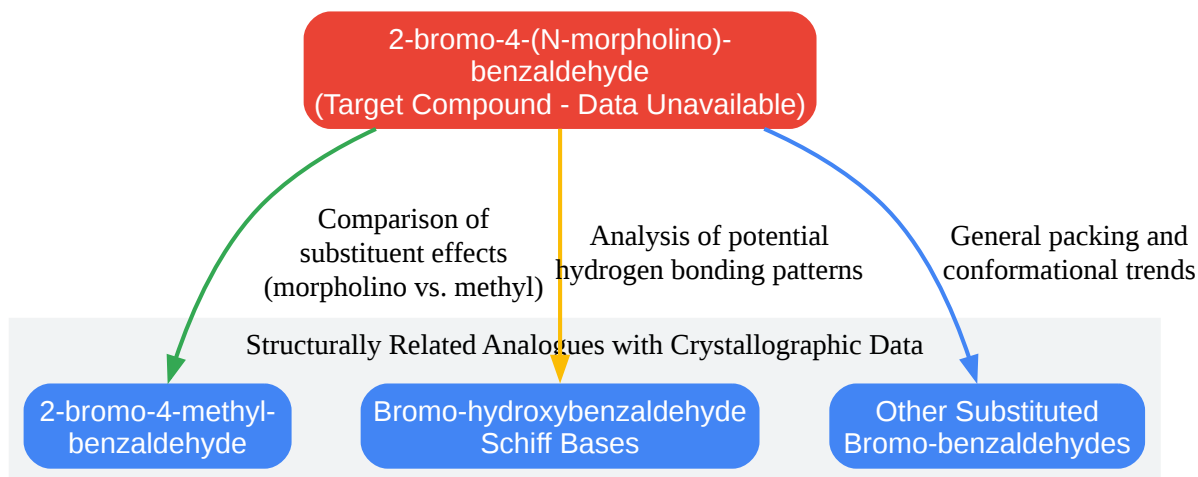 2-bromo-4-(N-morpholino)-
benzaldehyde
(Target Compound - Data Unavailable)
Comparison of
substituent effects
(morpholino vs. methyl)
Analysis of potential
hydrogen bonding patterns
General packing and
conformational trends
Structurally Related Analogues with Crystallographic Data
2-bromo-4-methyl-
benzaldehyde
Bromo-hydroxybenzaldehyde
Schiff Bases
Other Substituted
Bromo-benzaldehydes